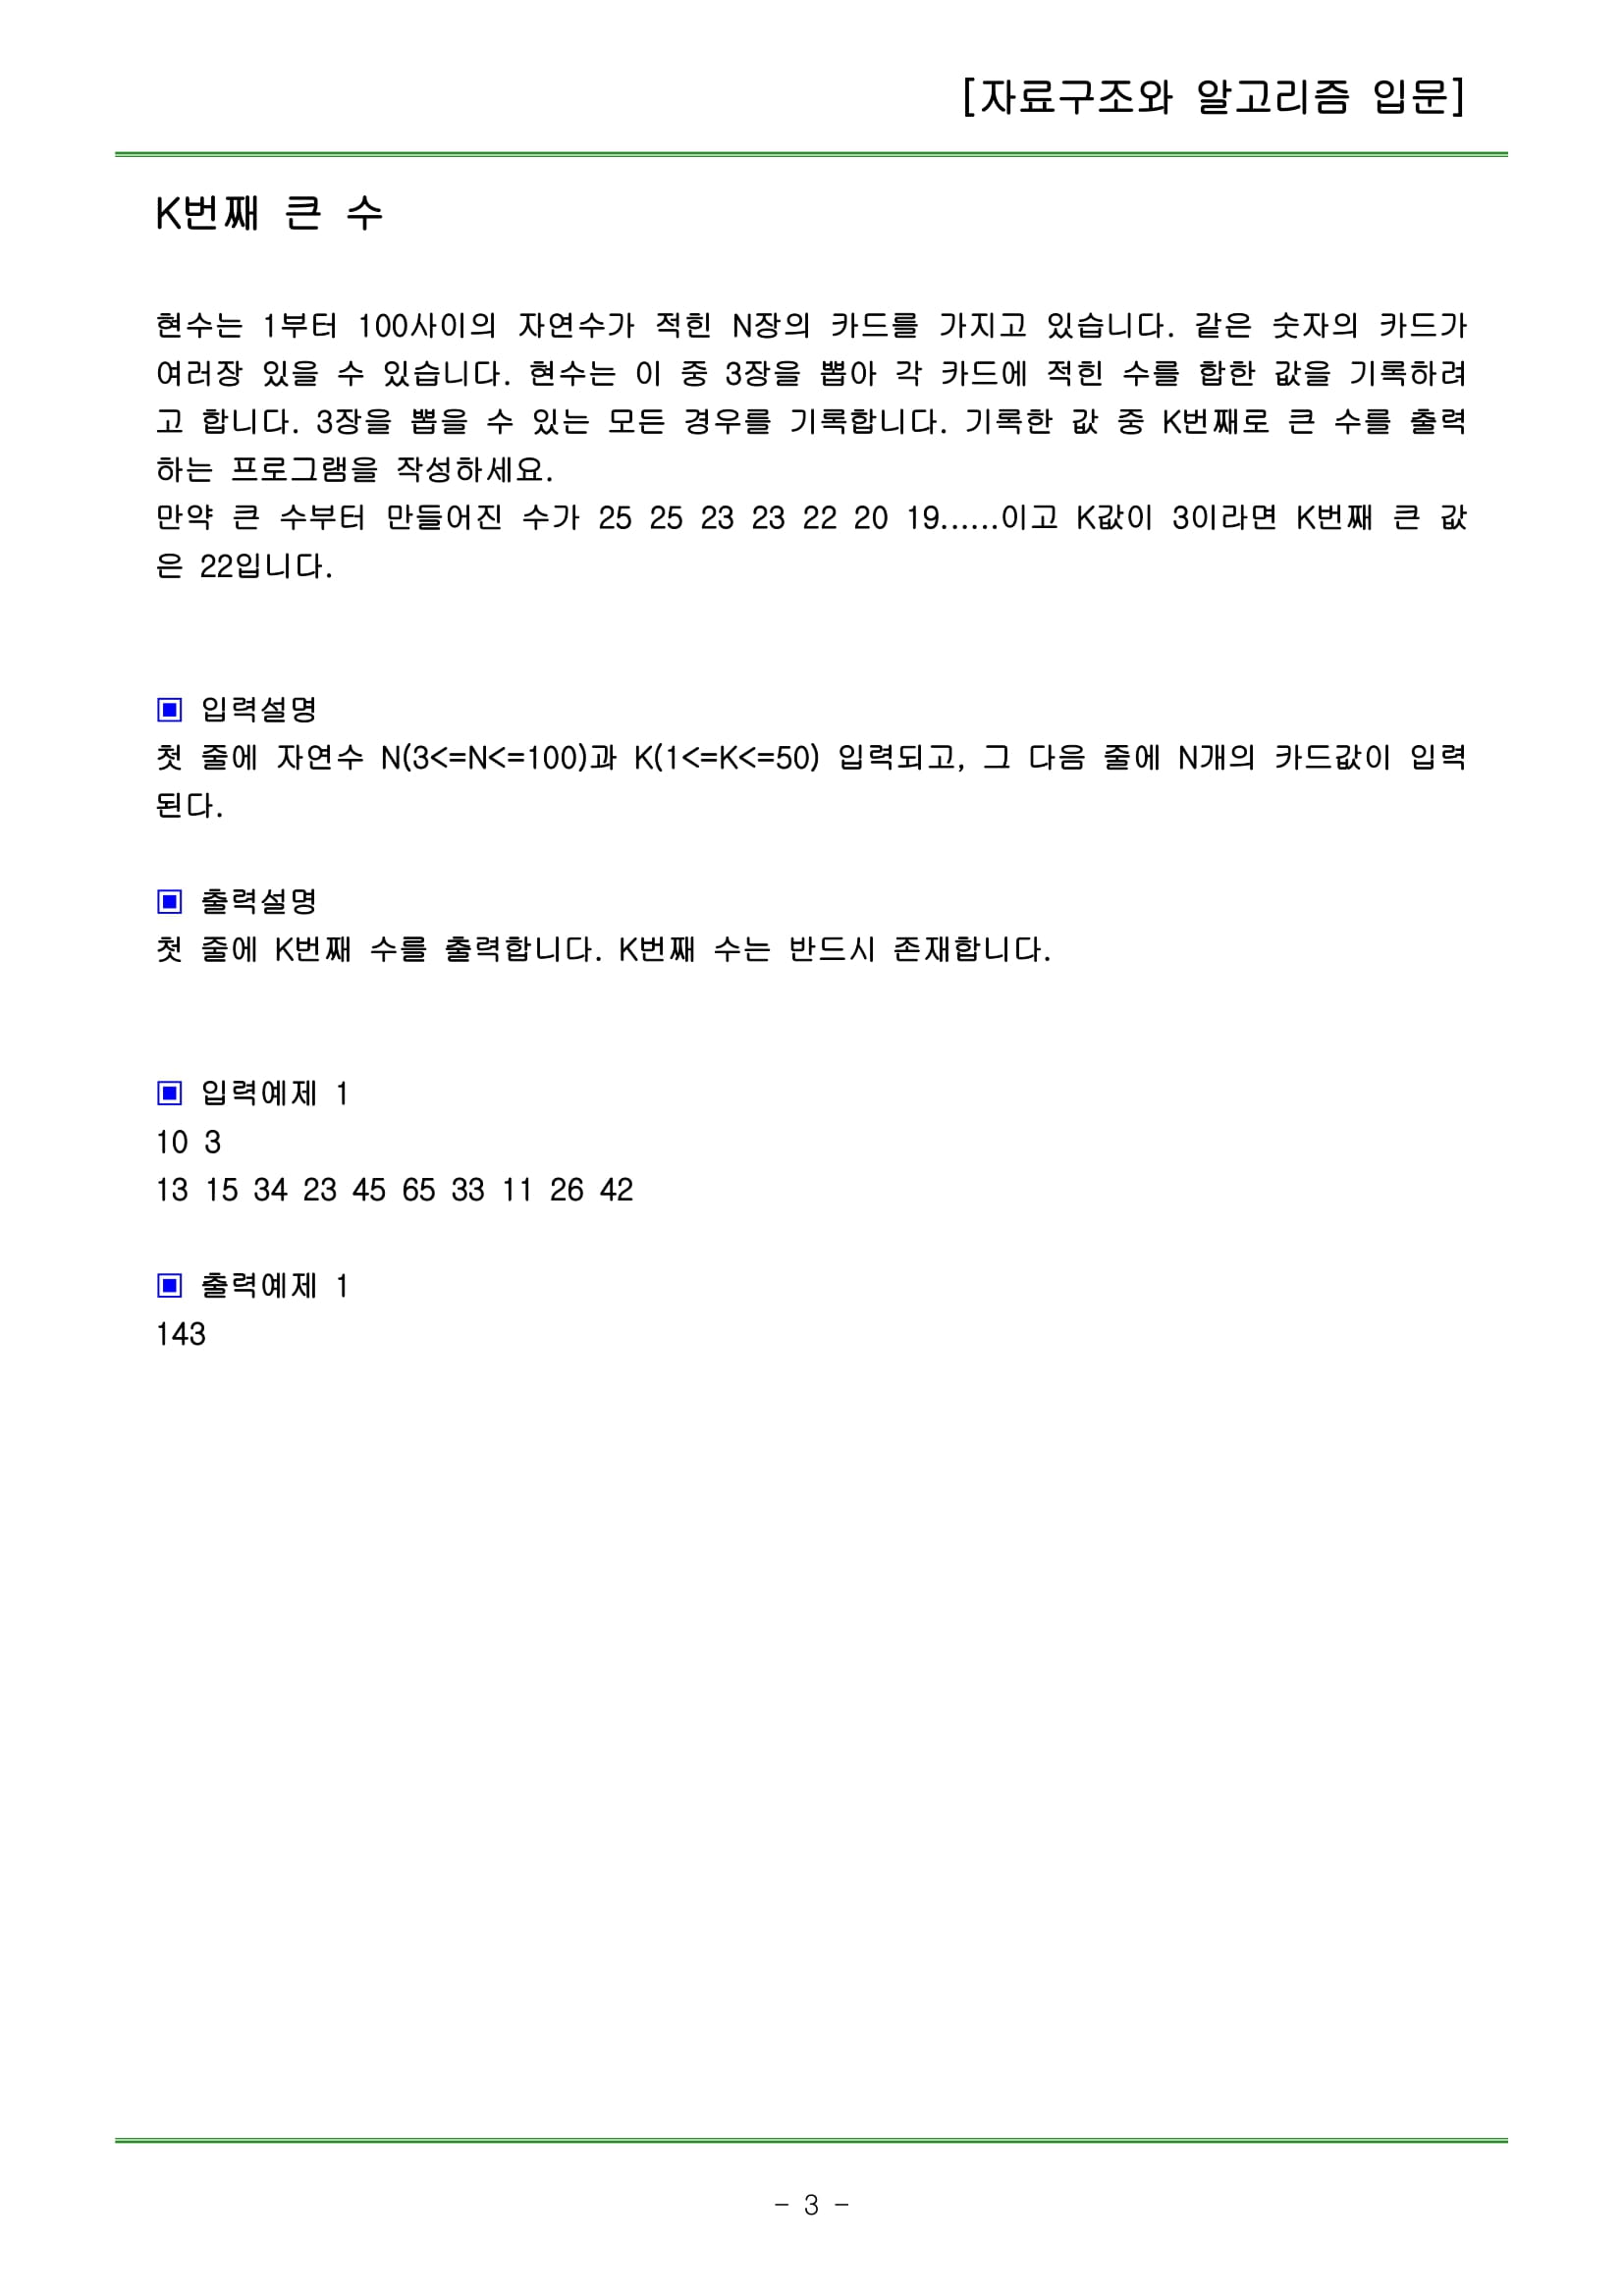 [자료구조와 알고리즘 입문]
K번째 큰 수
현수는 1부터 100사이의 자연수가 적힌 N장의 카드를 가지고 있습니다. 같은 숫자의 카드가
여러장 있을 수 있습니다. 현수는 이 중 3장을 뽑아 각 카드에 적힌 수를 합한 값을 기록하려
고 합니다. 3장을 뽑을 수 있는 모든 경우를 기록합니다. 기록한 값 중 K번째로 큰 수를 출력
하는 프로그램을 작성하세요.
만약 큰 수부터 만들어진 수가 25 25 23 23 22 20 19......이고 K값이 3이라면 K번째 큰 값
은 22입니다.
▣ 입력설명
첫 줄에 자연수 N(3<=N<=100)과 K(1<=K<=50) 입력되고, 그 다음 줄에 N개의 카드값이 입력
된다.
▣ 출력설명
첫 줄에 K번째 수를 출력합니다. K번째 수는 반드시 존재합니다.
▣ 입력예제 1
10 3
13 15 34 23 45 65 33 11 26 42
▣ 출력예제 1
143
- 3 -